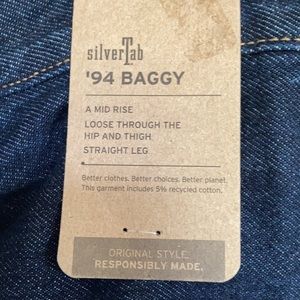 silverTab
'94 BAGGY
A MID RISE
LOOSE THROUGH THE
HIP AND THIGH
STRAIGHT LEG
Better clothes. Better choices. Better planet.
This garment includes 5% recycled cotton.
ORIGINAL STYLE.
RESPONSIBLY MADE.